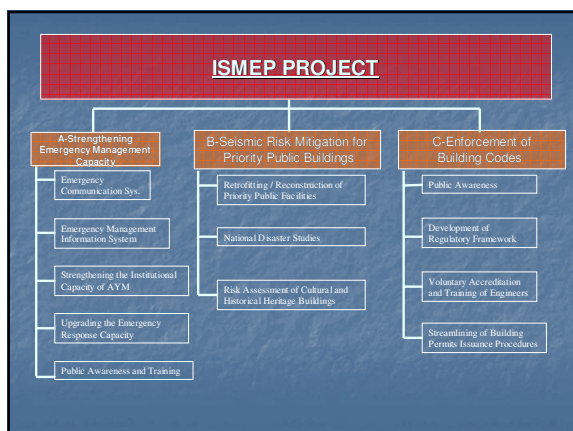 ISMEP PROJECT
A-Strengthening
Emergency Management
Capacity
Emergency
Communication Sys.
Emergency Management
Information System
Strengthening the Institutional
Capacity of AYM
Upgrading the Emergency
Response Capacity
Public Awareness and Training
B-Seismic Risk Mitigation for
Priority Public Buildings
Retrofitting / Reconstruction of
Priority Public Facilities
National Disaster Studies
Risk Assessment of Cultural and
Historical Heritage Buildings
C-Enforcement of
Building Codes
Public Awareness
Development of
Regulatory Framework
Voluntary Accreditation
and Training of Engineers
Streamlining of Building
Permits Issuance Procedures